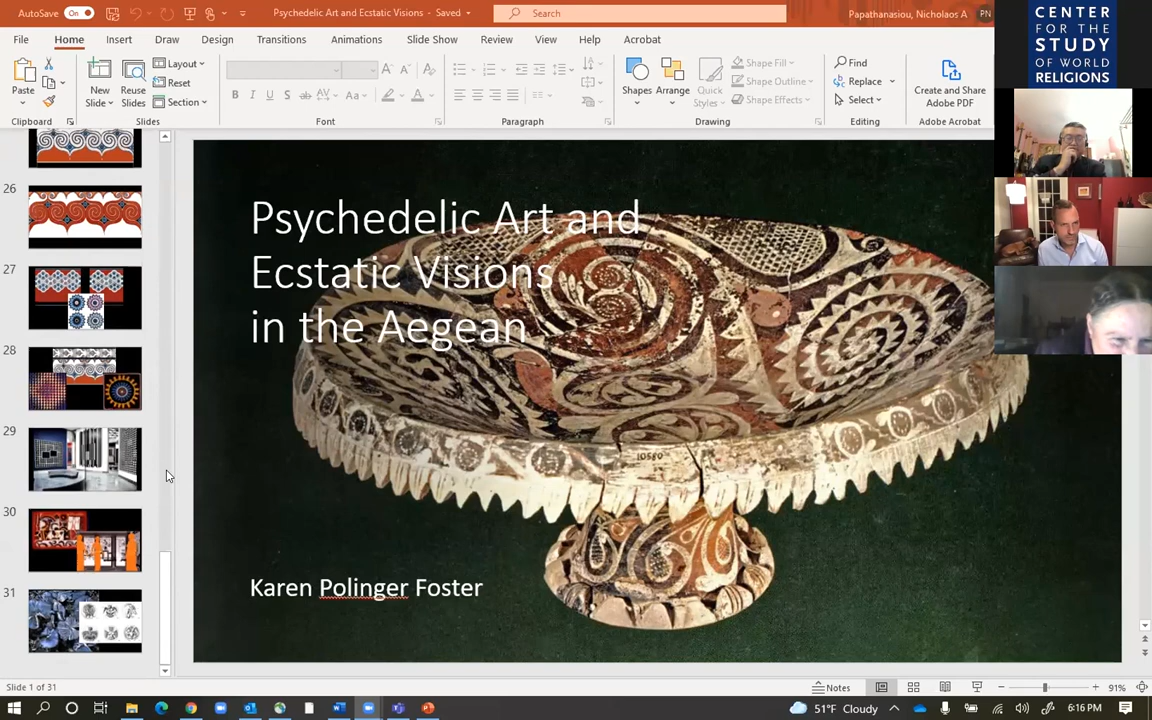 AutoSave On
Psychedelic Art and Ecstatic Visions - Saved
Search
Papathanasiou, Nicholaos A PN
File Home Insert Draw Design Transitions Animations Slide Show Review View Help Acrobat
Paste
Clipboard
New
Slide
Reuse
Slides
Layout
Reset
Section
Slides
B I U S ab AV Aa A
Font
Paragraph
Shapes
Arrange
Quick
Styles
Shape Fill
Shape Outline
Shape Effects
Drawing
Find
Replace
Select
Editing
Create and Share
Adobe PDF
Adobe Acrobat
CENTER
FOR THE
STUDY
OF WORLD
RELIGIONS
26
27
28
29
30
31
Psychedelic Art and
Ecstatic Visions
in the Aegean
10580
Karen Polinger Foster
Slide 1 of 31
Notes
91%
51°F Cloudy
6:16 PM